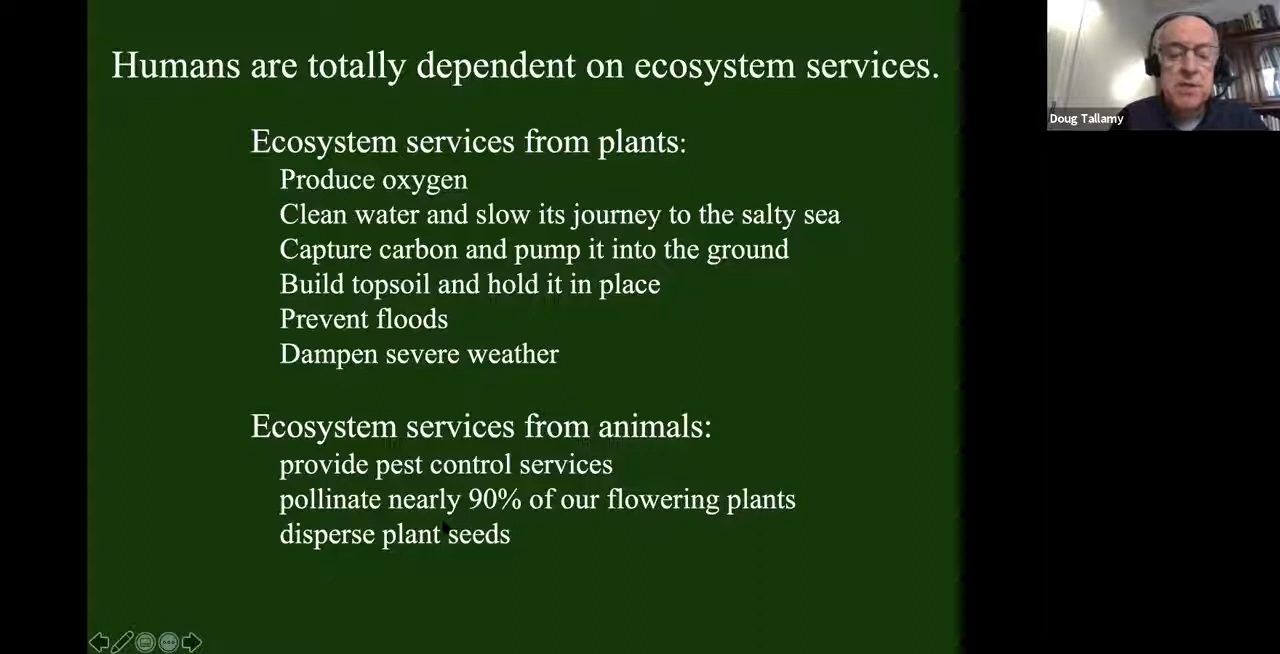 Humans are totally dependent on ecosystem services.
Ecosystem services from plants:
Produce oxygen
Clean water and slow its journey to the salty sea
Capture carbon and pump it into the ground
Build topsoil and hold it in place
Prevent floods
Dampen severe weather
Ecosystem services from animals:
provide pest control services
pollinate nearly 90% of our flowering plants
disperse plant seeds
Doug Tallamy